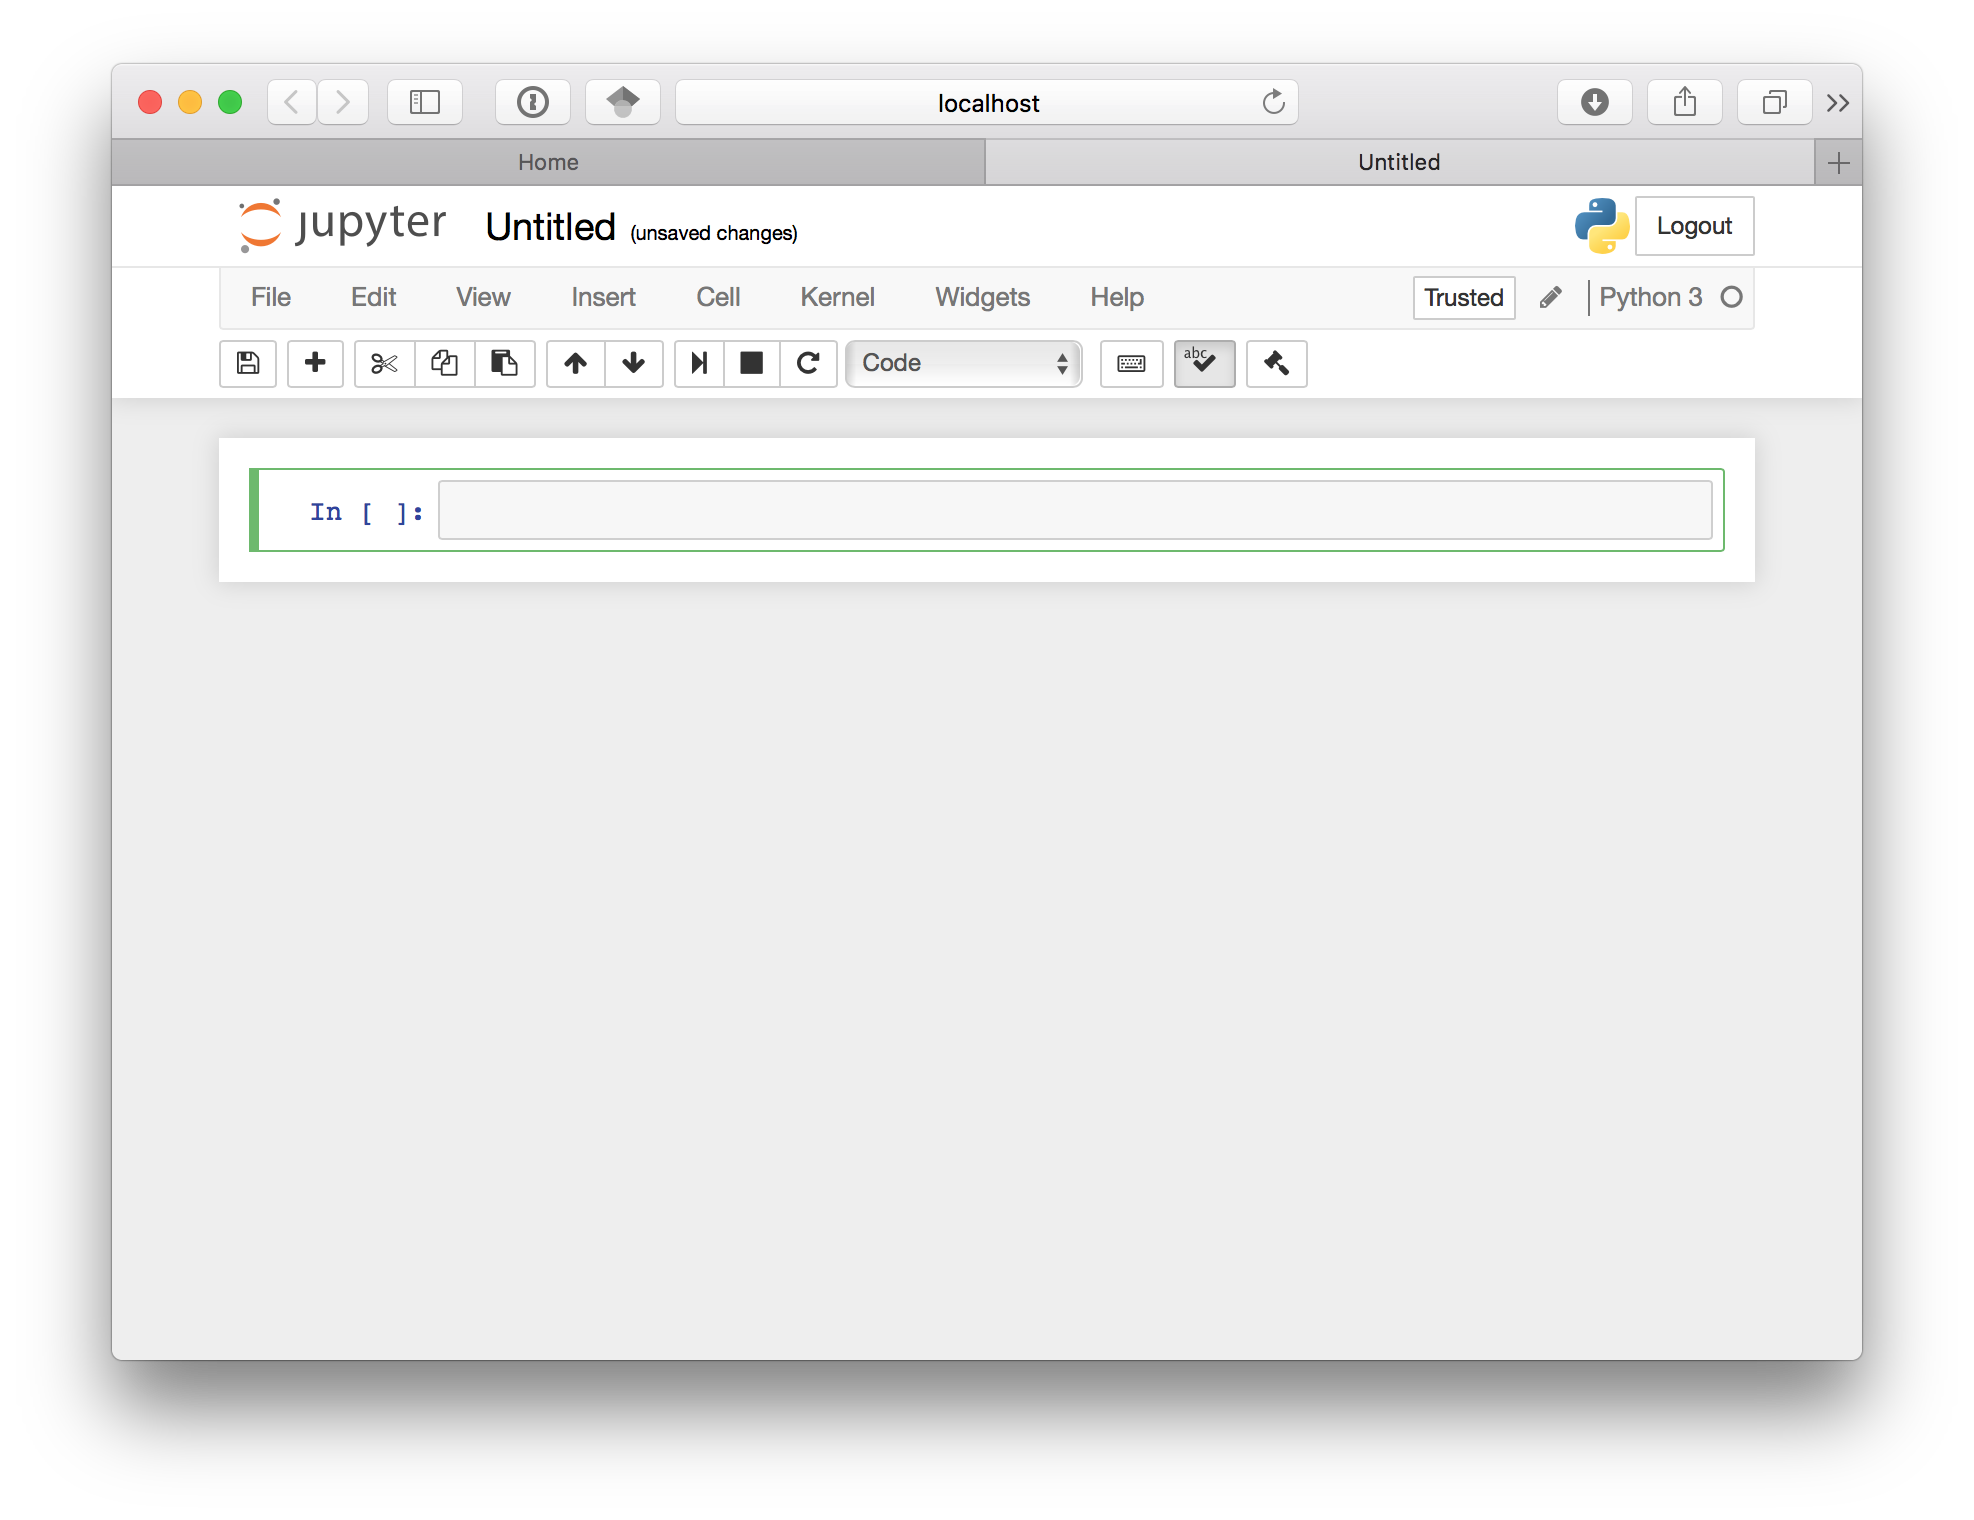 localhost
Home Untitled
jupyter Untitled (unsaved changes) Logout
File Edit View Insert Cell Kernel Widgets Help Trusted Python 3
Code abc
In [ ]: